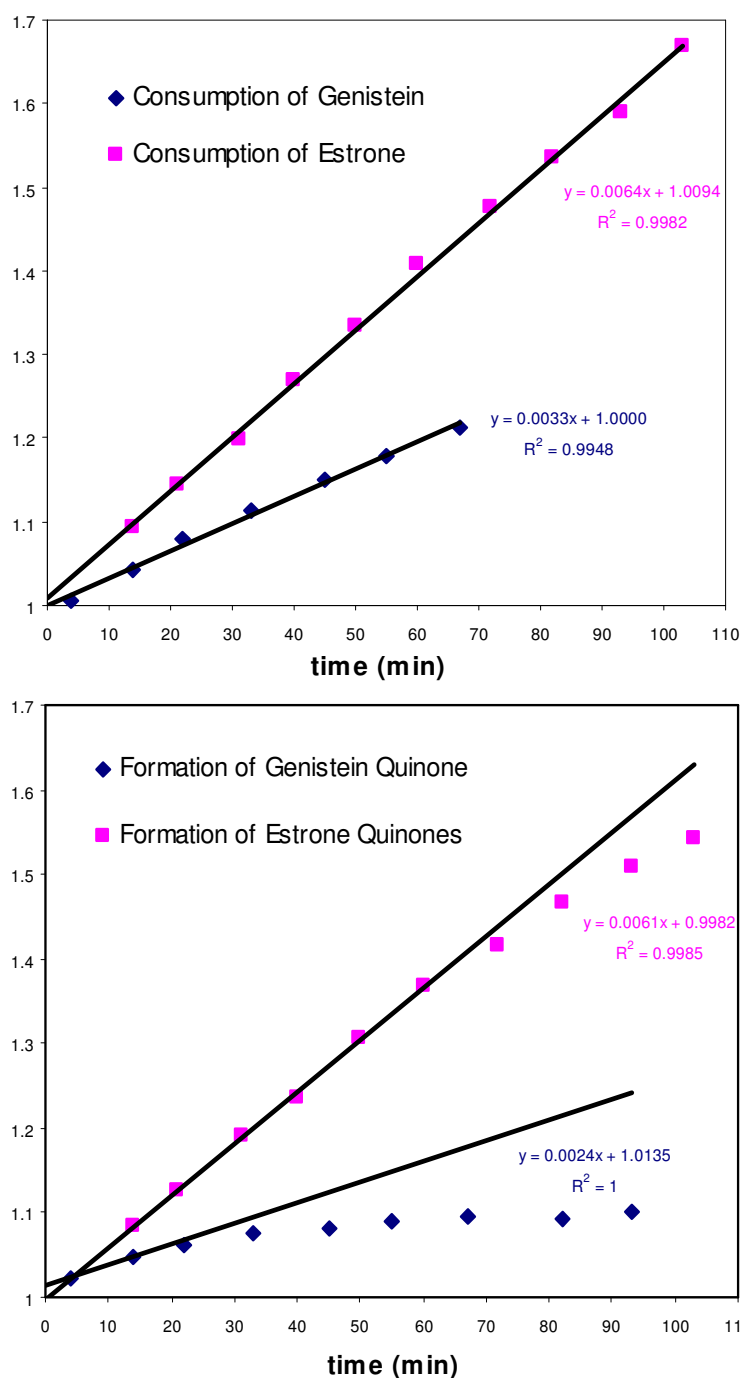 1.7
Consumption of Genistein
1.6
Consumption of Estrone
1.5
y = 0.0064x + 1.0094
R² = 0.9982
1.4
1.3
1.2
y = 0.0033x + 1.0000
R² = 0.9948
1.1
1
0 10 20 30 40 50 60 70 80 90 100 110
time (min)
1.7
Formation of Genistein Quinone
1.6
Formation of Estrone Quinones
1.5
y = 0.0061x + 0.9982
R² = 0.9985
1.4
1.3
1.2
y = 0.0024x + 1.0135
R² = 1
1.1
1
0 10 20 30 40 50 60 70 80 90 100 11
time (min)